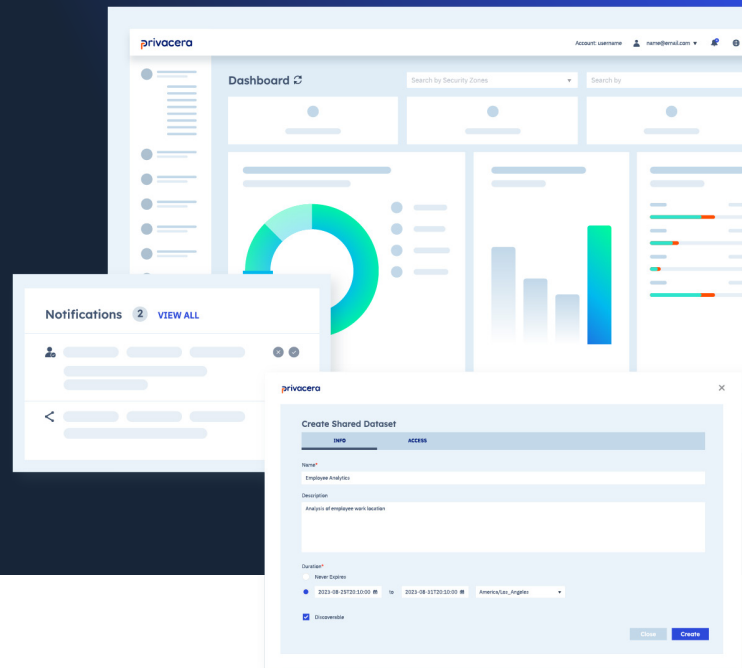 privacera
Account: username name@email.com
Dashboard Search by Security Zones Search by
Notifications 2 VIEW ALL
privacera
Create Shared Dataset
INFO ACCESS
Name*
Employee Analytics
Description
Analysis of employee work location
Duration*
Never Expires
2023-08-25T20:10:00 to 2023-08-31T20:10:00 America/Los_Angeles
Discoverable
Close Create